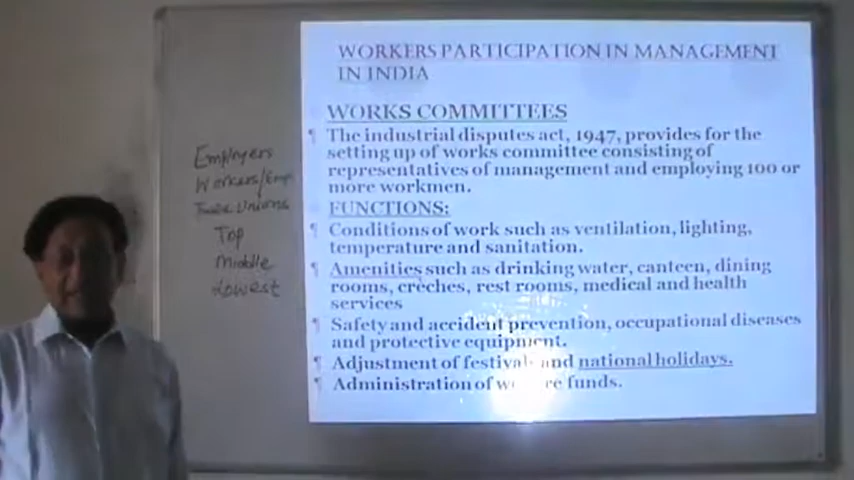 WORKERS PARTICIPATION IN MANAGEMENT
IN INDIA
WORKS COMMITTEES
The industrial disputes act, 1947, provides for the
setting up of works committee consisting of
representatives of management and employing 100 or
more workmen.
FUNCTIONS:
Conditions of work such as ventilation, lighting,
temperature and sanitation.
Amenities such as drinking water, canteen, dining
rooms, crèches, rest rooms, medical and health
services
Safety and accident prevention, occupational diseases
and protective equipment.
Adjustment of festival and national holidays.
Administration of welfare funds.
Employers
Workers/Emp
Trade Unions
Top
Middle
Lowest